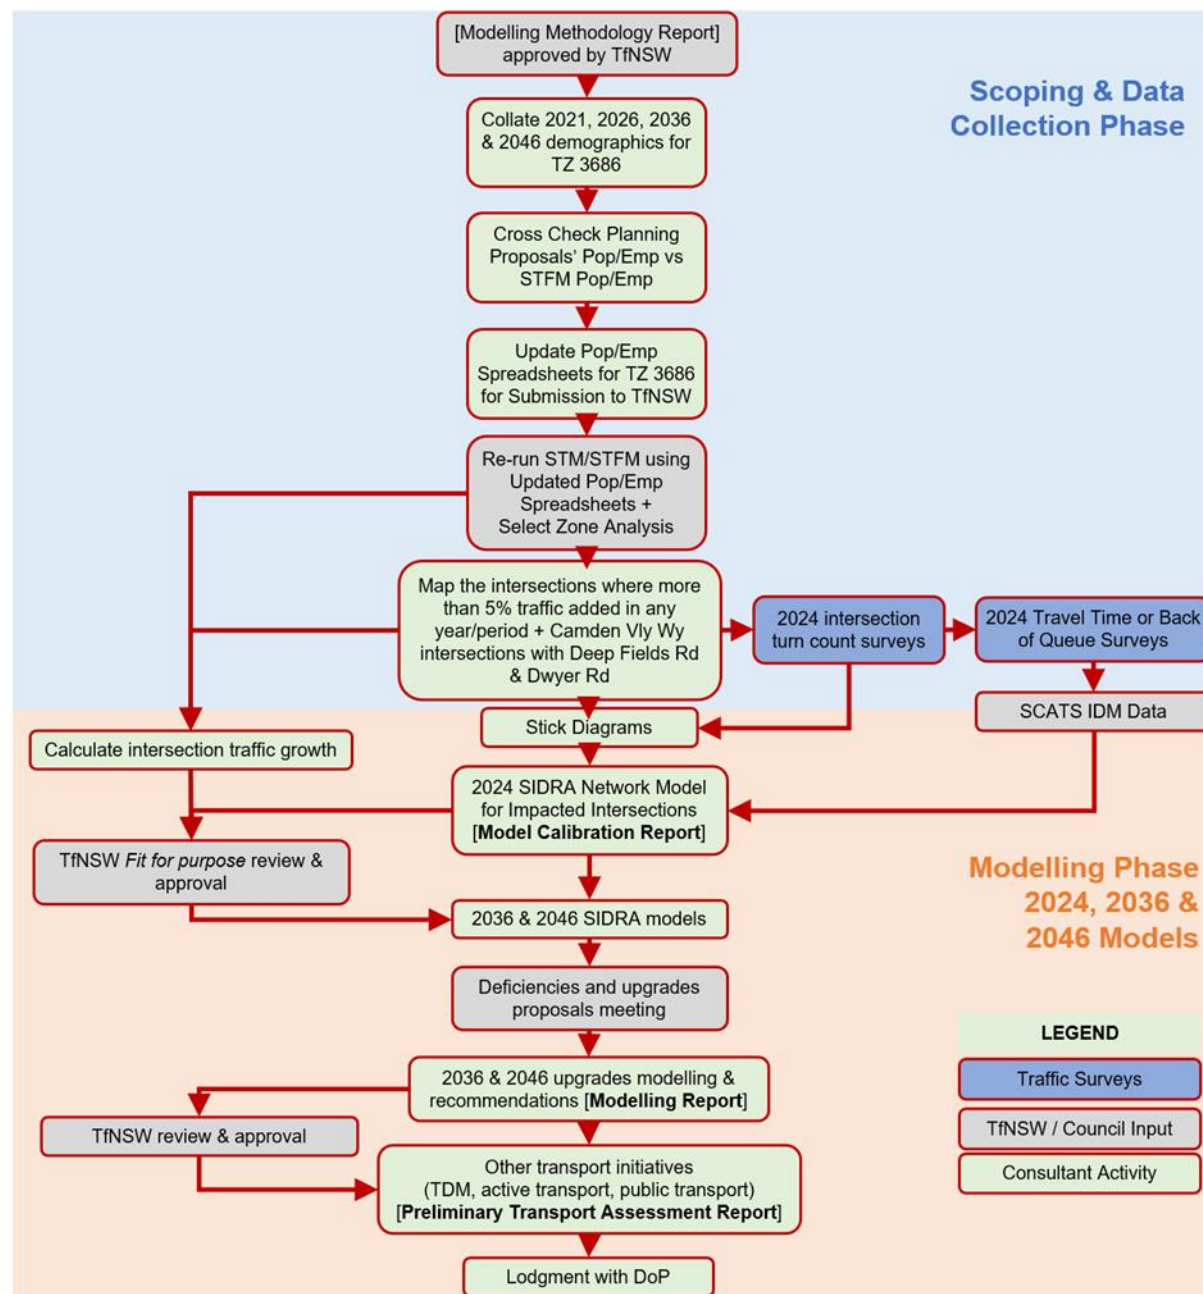 [Modelling Methodology Report]
approved by TfNSW
Scoping & Data
Collection Phase
Collate 2021, 2026, 2036
& 2046 demographics for
TZ 3686
Cross Check Planning
Proposals' Pop/Emp vs
STFM Pop/Emp
Update Pop/Emp
Spreadsheets for TZ 3686
for Submission to TfNSW
Re-run STM/STFM using
Updated Pop/Emp
Spreadsheets +
Select Zone Analysis
Map the intersections where more
than 5% traffic added in any
year/period + Camden Vly Wy
intersections with Deep Fields Rd
& Dwyer Rd
2024 intersection
turn count surveys
2024 Travel Time or Back
of Queue Surveys
SCATS IDM Data
Stick Diagrams
Calculate intersection traffic growth
2024 SIDRA Network Model
for Impacted Intersections
[Model Calibration Report]
TfNSW Fit for purpose review &
approval
Modelling Phase
2024, 2036 &
2046 Models
2036 & 2046 SIDRA models
Deficiencies and upgrades
proposals meeting
2036 & 2046 upgrades modelling &
recommendations [Modelling Report]
TfNSW review & approval
Other transport initiatives
(TDM, active transport, public transport)
[Preliminary Transport Assessment Report]
Lodgment with DoP
LEGEND
Traffic Surveys
TfNSW / Council Input
Consultant Activity